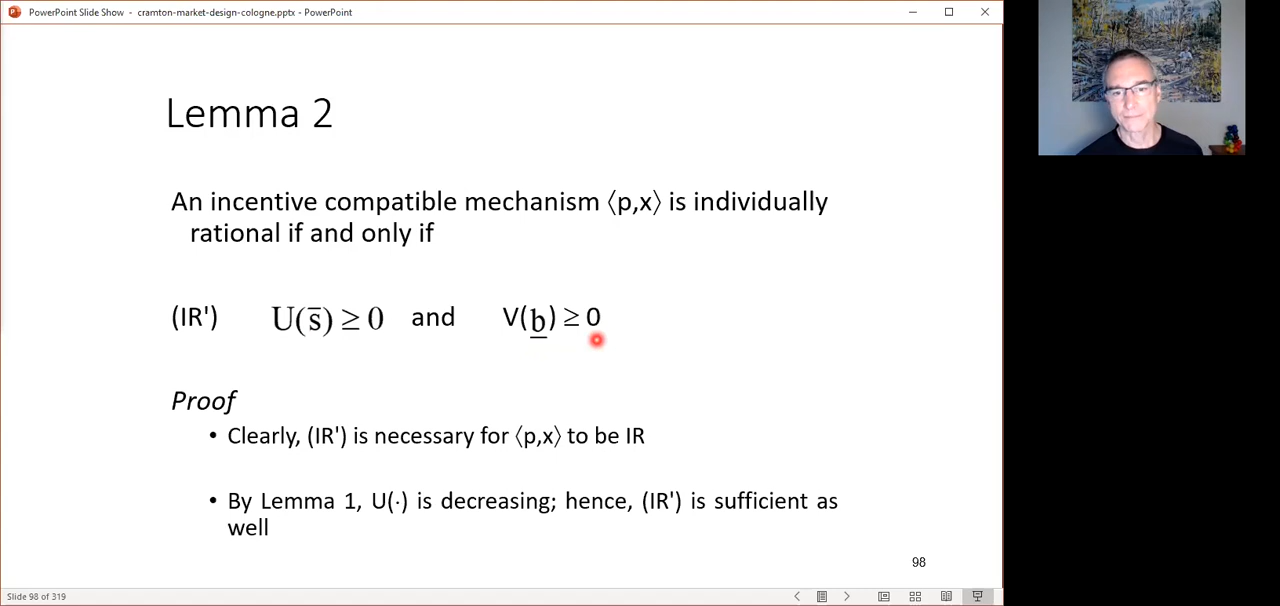 PowerPoint Slide Show - cramton-market-design-cologne.pptx - PowerPoint
Lemma 2
An incentive compatible mechanism ⟨p,x⟩ is individually
rational if and only if
(IR') U(s̄) ≥ 0 and V(b̲) ≥ 0
Proof
• Clearly, (IR') is necessary for ⟨p,x⟩ to be IR
• By Lemma 1, U(·) is decreasing; hence, (IR') is sufficient as
well
98
Slide 98 of 319